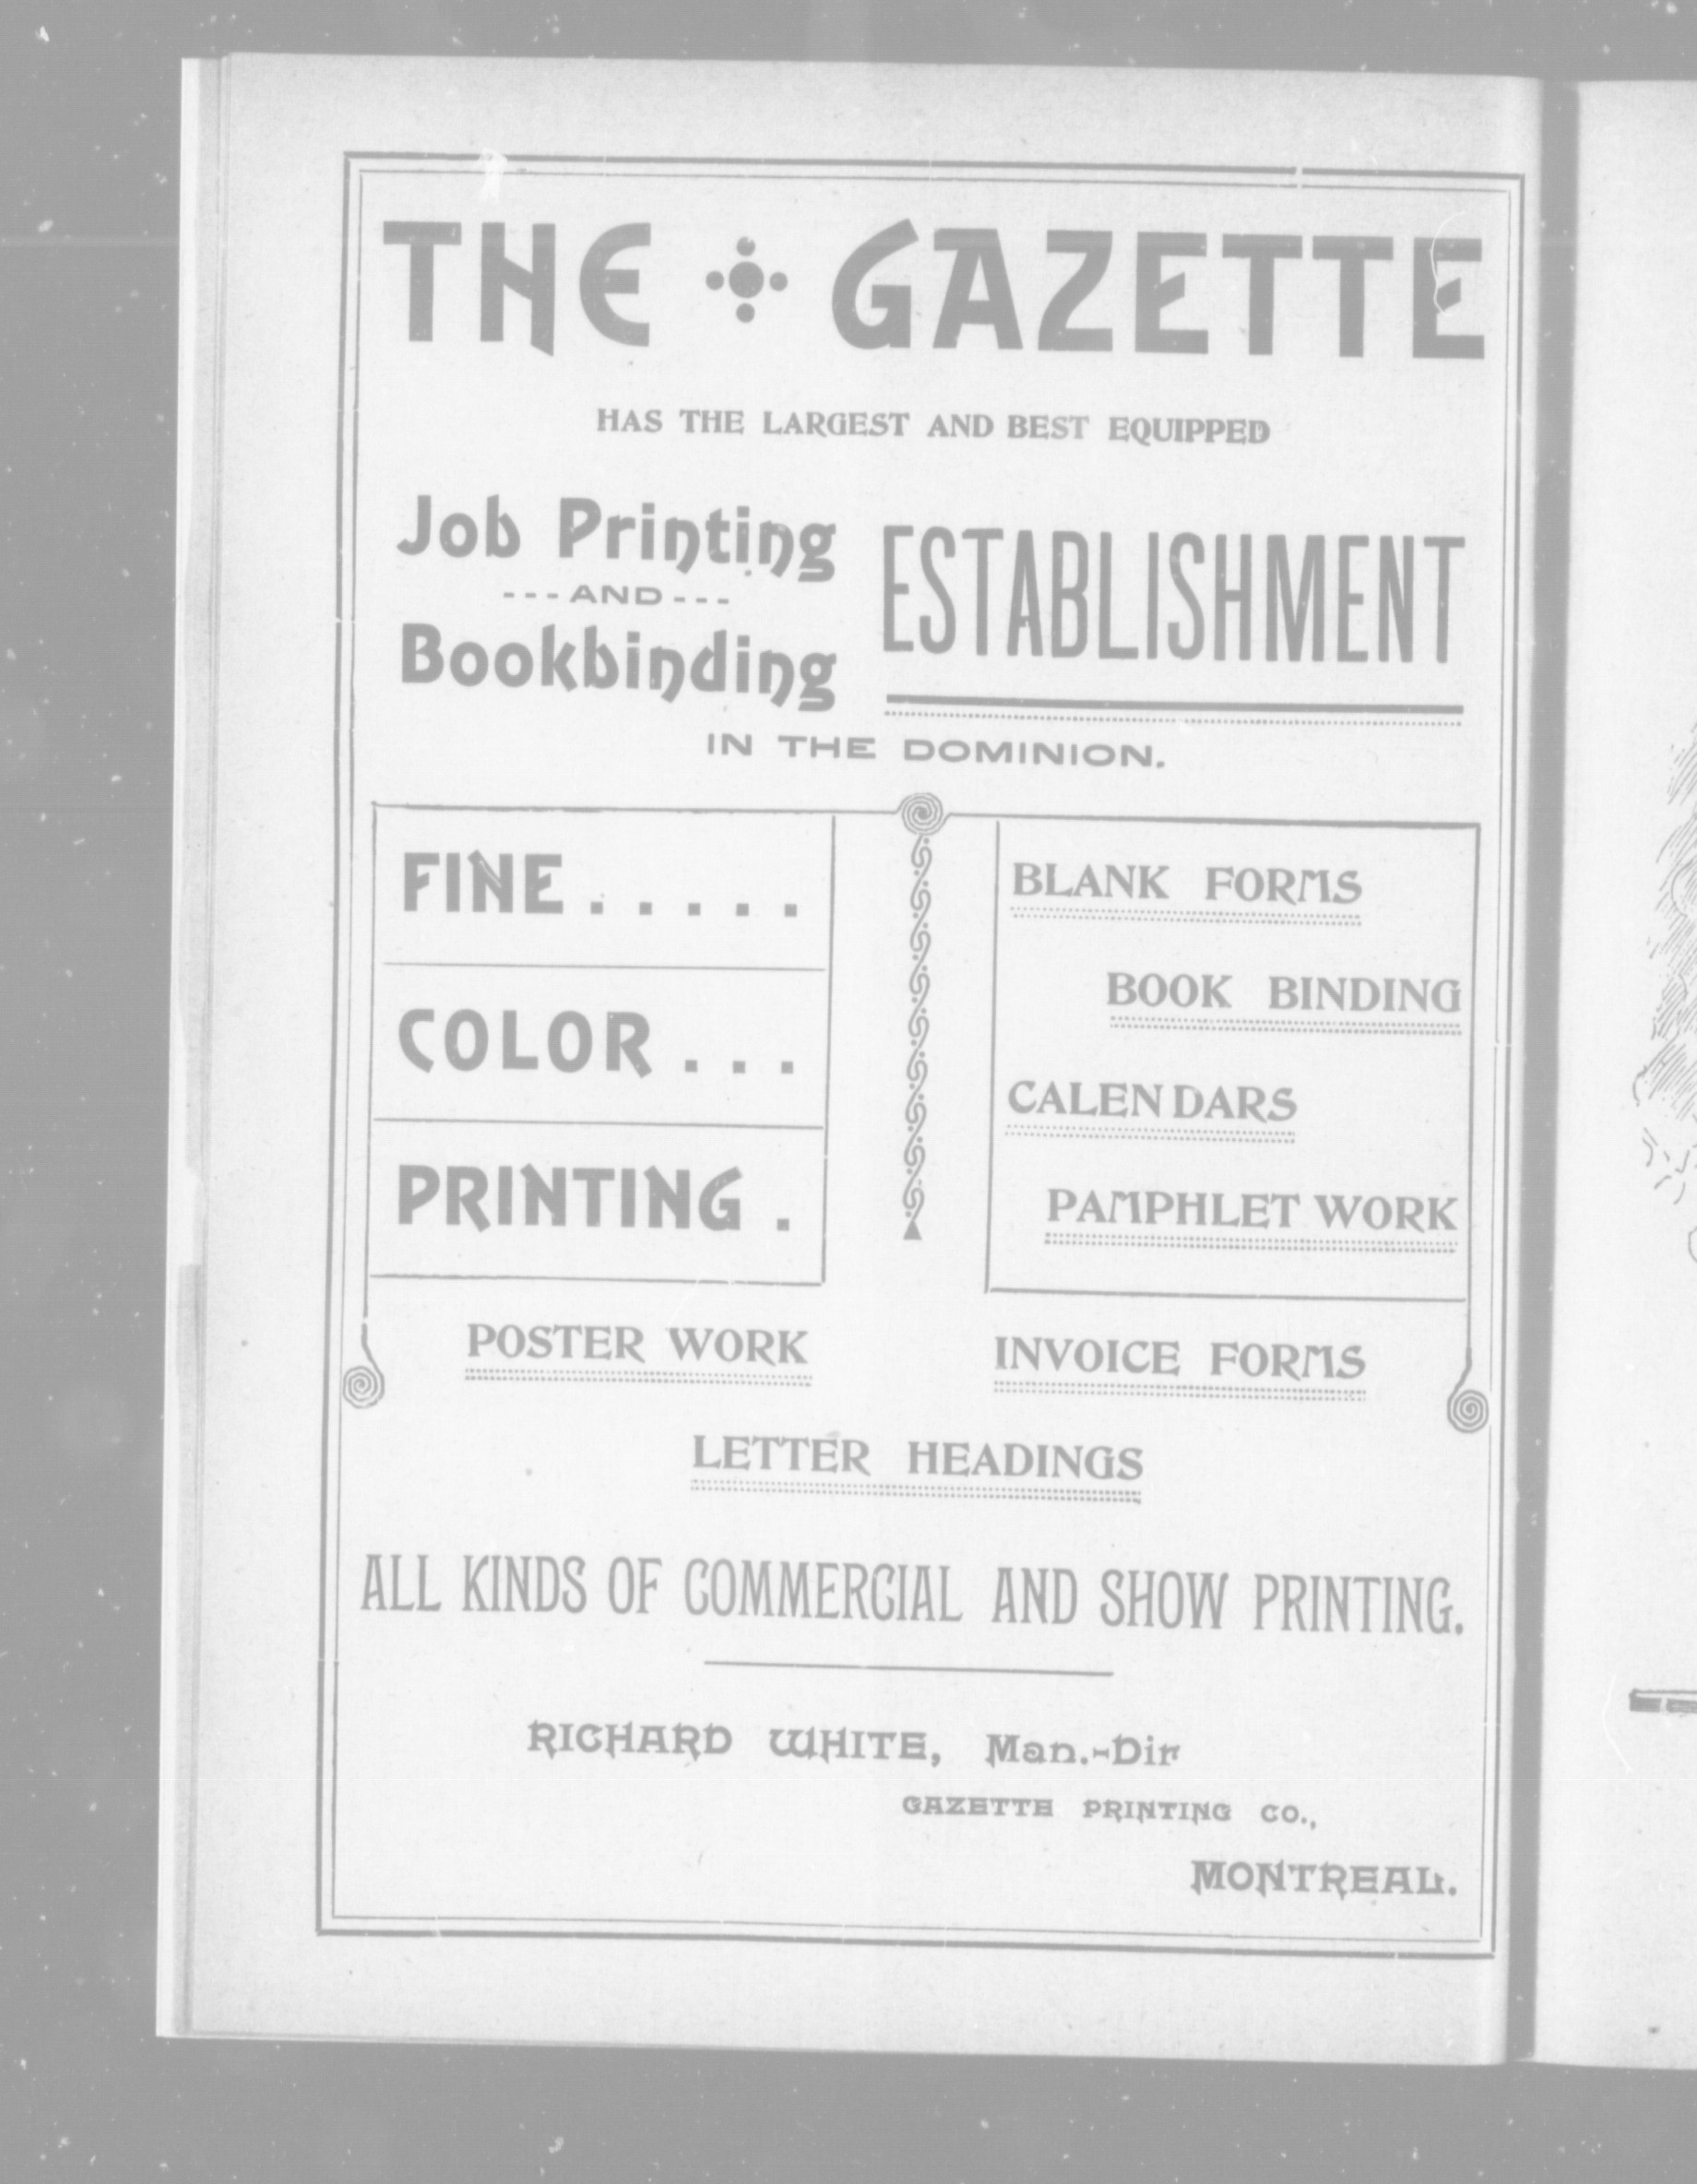 THE GAZETTE
HAS THE LARGEST AND BEST EQUIPPED
Job Printing
---AND---
Bookbinding
ESTABLISHMENT
IN THE DOMINION.
FINE.....
COLOR...
PRINTING.
BLANK FORMS
BOOK BINDING
CALENDARS
PAMPHLET WORK
POSTER WORK
INVOICE FORMS
LETTER HEADINGS
ALL KINDS OF COMMERCIAL AND SHOW PRINTING.
RICHARD WHITE, Man.-Dir
GAZETTE PRINTING CO.,
MONTREAL.